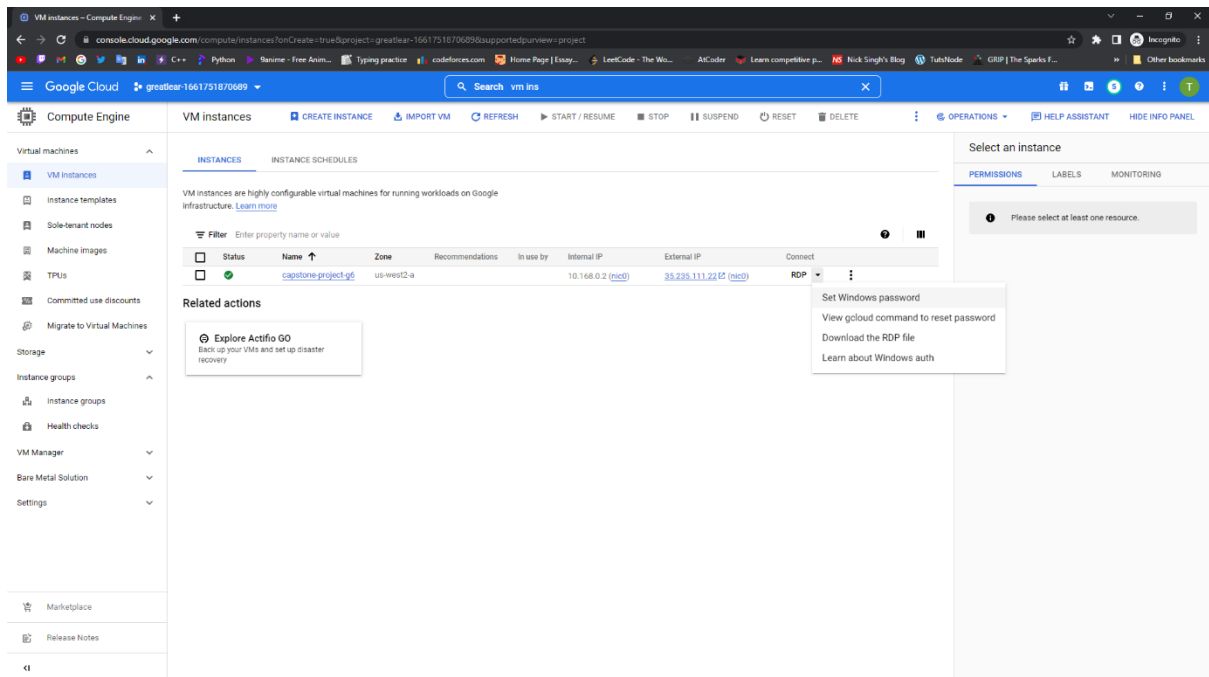 VM instances – Compute Engine
console.cloud.google.com/compute/instances?onCreate=true&project=greatlear-1661751870689&supportedpurview=project
Incognito
C++ Python 9anime - Free Anim... Typing practice codeforces.com Home Page | Essay... LeetCode - The Wo... AtCoder Learn competitive p... NS Nick Singh's Blog TutsNode GRIP | The Sparks F... » Other bookmarks
Google Cloud greatlear-1661751870689 Search vm ins S T
Compute Engine VM instances CREATE INSTANCE IMPORT VM REFRESH START / RESUME STOP SUSPEND RESET DELETE OPERATIONS HELP ASSISTANT HIDE INFO PANEL
Virtual machines
VM instances
Instance templates
Sole-tenant nodes
Machine images
TPUs
Committed use discounts
Migrate to Virtual Machines
Storage
Instance groups
Instance groups
Health checks
VM Manager
Bare Metal Solution
Settings
Marketplace
Release Notes
INSTANCES INSTANCE SCHEDULES
VM instances are highly configurable virtual machines for running workloads on Google
infrastructure. Learn more
Filter Enter property name or value
Status Name Zone Recommendations In use by Internal IP External IP Connect
capstone-project-g6 us-west2-a 10.168.0.2 (nic0) 35.235.111.22 (nic0) RDP
Set Windows password
View gcloud command to reset password
Download the RDP file
Learn about Windows auth
Related actions
Explore Actifio GO
Back up your VMs and set up disaster
recovery
Select an instance
PERMISSIONS LABELS MONITORING
Please select at least one resource.